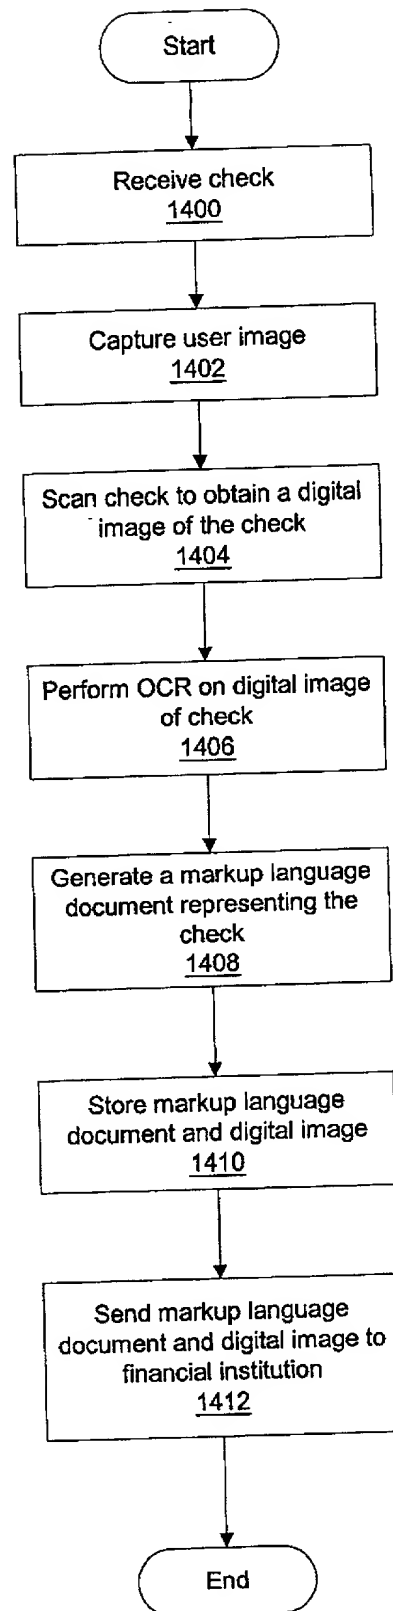 Start
Receive check
1400
Capture user image
1402
Scan check to obtain a digital
image of the check
1404
Perform OCR on digital image
of check
1406
Generate a markup language
document representing the
check
1408
Store markup language
document and digital image
1410
Send markup language
document and digital image to
financial institution
1412
End